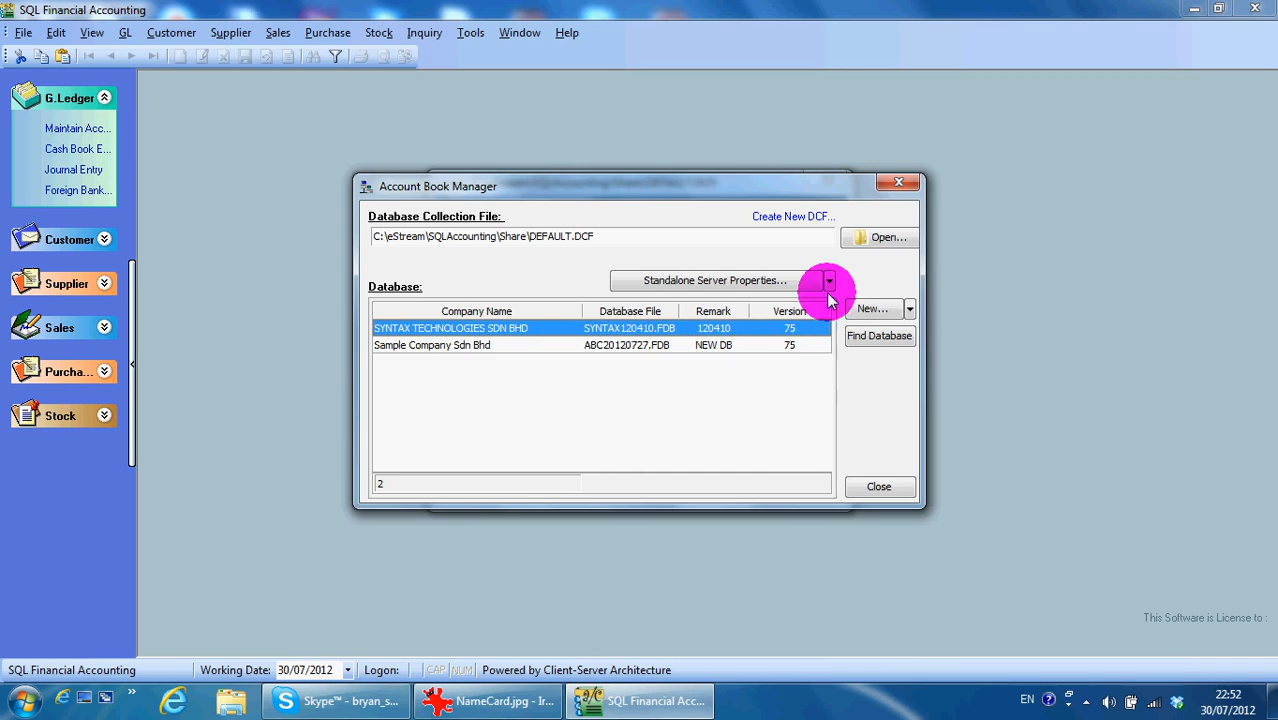 SQL Financial Accounting
File Edit View GL Customer Supplier Sales Purchase Stock Inquiry Tools Window Help
G.Ledger
Maintain Acc...
Cash Book E...
Journal Entry
Foreign Bank...
Customer
Supplier
Sales
Purcha...
Stock
Account Book Manager
Database Collection File:
Create New DCF...
C:\eStream\SQLAccounting\Share\DEFAULT.DCF
Open...
Standalone Server Properties...
Database:
Company Name Database File Remark Version
New...
SYNTAX TECHNOLOGIES SDN BHD SYNTAX120410.FDB 120410 75
Find Database
Sample Company Sdn Bhd ABC20120727.FDB NEW DB 75
2
Close
This Software is License to :
SQL Financial Accounting Working Date: 30/07/2012 Logon: CAP NUM Powered by Client-Server Architecture
Skype™ - bryan_s...
NameCard.jpg - Ir...
SQL Financial Acc...
EN
22:52
30/07/2012